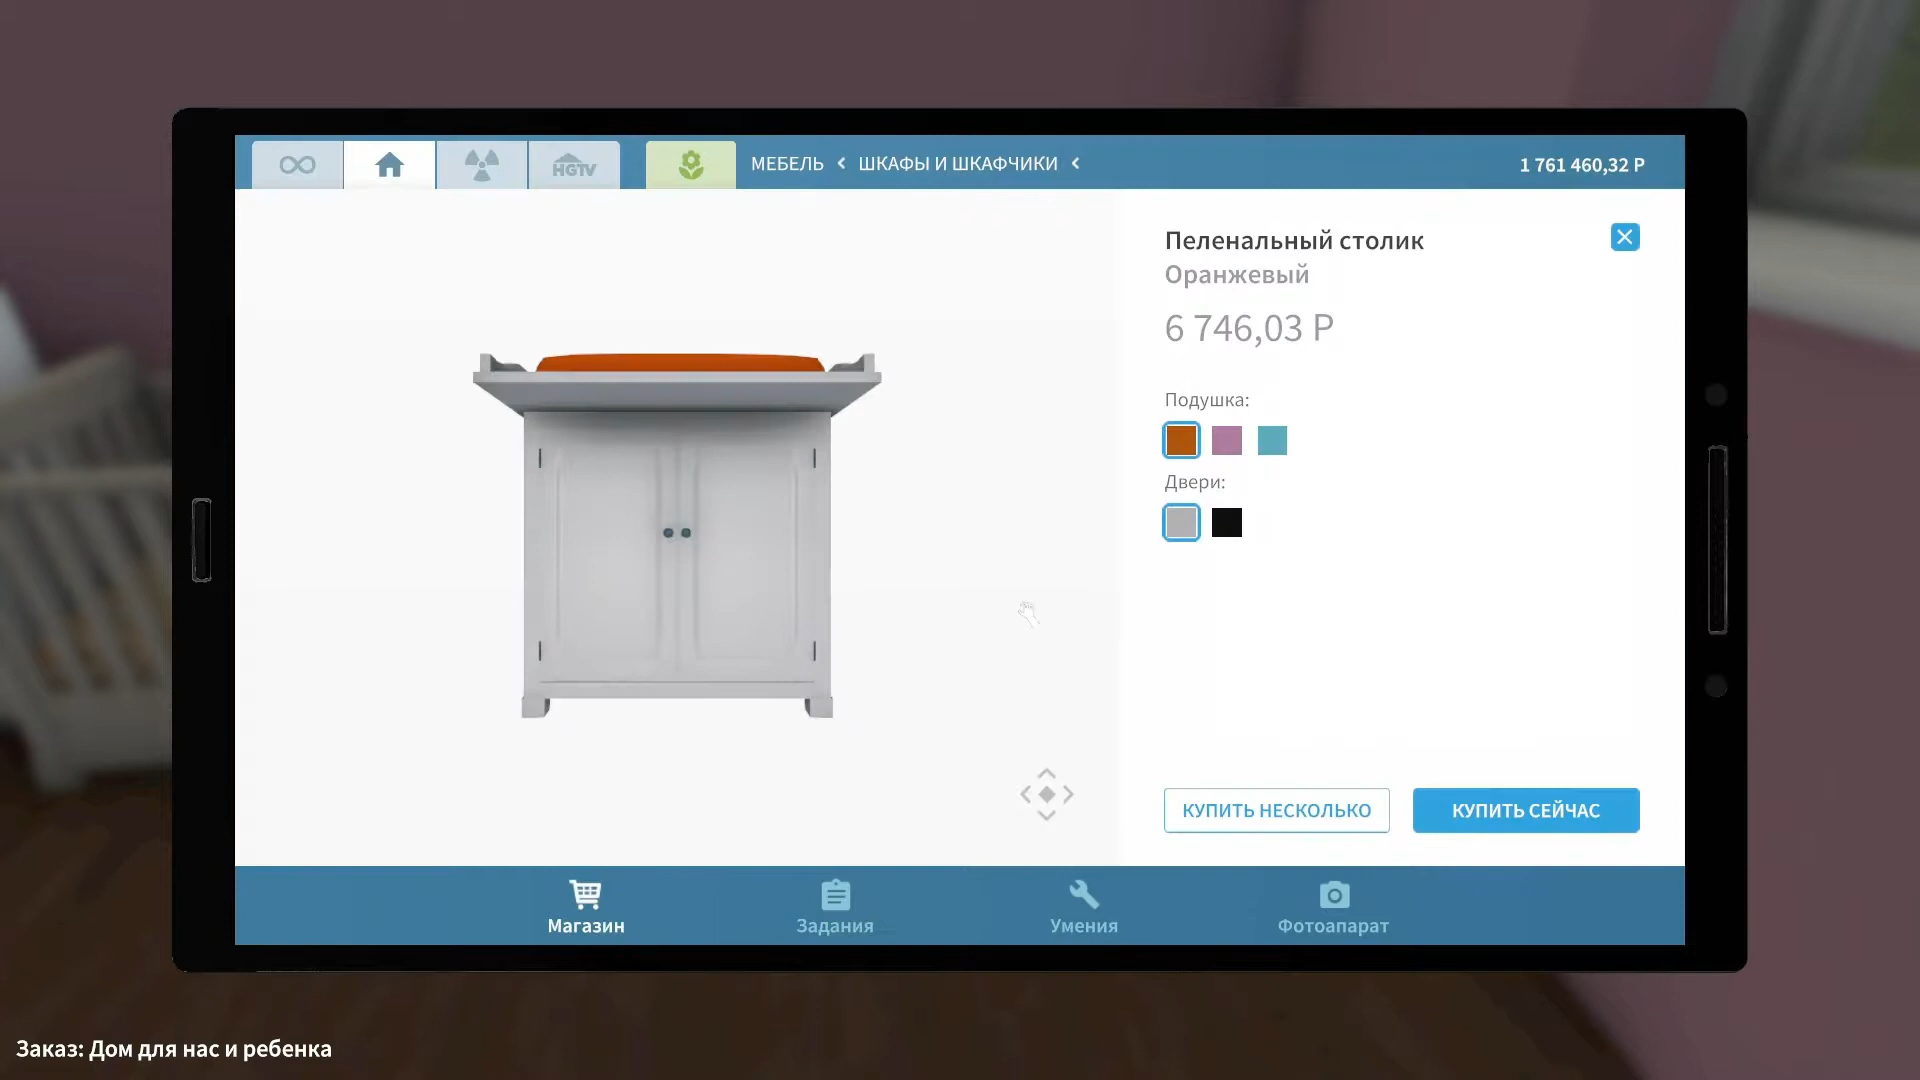 HGTV
МЕБЕЛЬ < ШКАФЫ И ШКАФЧИКИ <
1 761 460,32 Р
Пеленальный столик
Оранжевый
6 746,03 Р
Подушка:
Двери:
КУПИТЬ НЕСКОЛЬКО
КУПИТЬ СЕЙЧАС
Магазин
Задания
Умения
Фотоапарат
Заказ: Дом для нас и ребенка